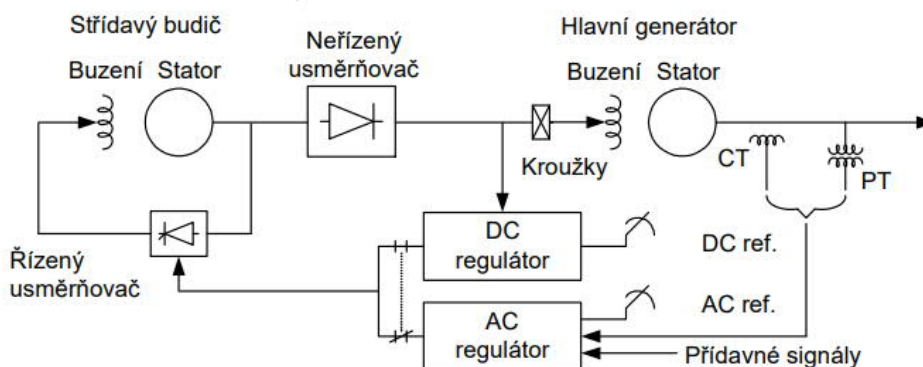 Střídavý budič
Neřízený
usměrňovač
Hlavní generátor
Buzení
Stator
Buzení
Stator
Kroužky
CT
PT
Řízený
usměrňovač
DC
regulátor
DC ref.
AC
regulátor
AC ref.
Přídavné signály